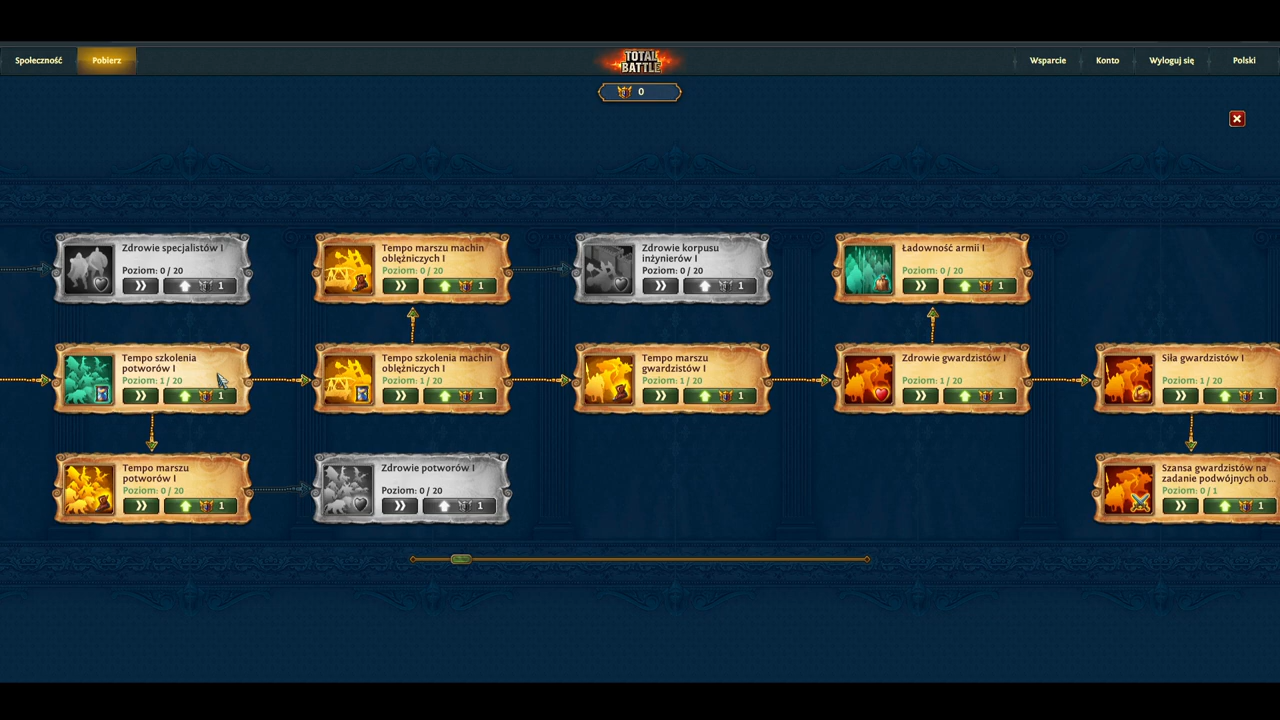 Społeczność
Pobierz
TOTAL
BATTLE
Wsparcie
Konto
Wyloguj się
Polski
0
Zdrowie specjalistów I
Poziom: 0 / 20
1
Tempo marszu machin
oblężniczych I
Poziom: 0 / 20
1
Zdrowie korpusu
inżynierów I
Poziom: 0 / 20
1
Ładowność armii I
Poziom: 0 / 20
1
Tempo szkolenia
potworów I
Poziom: 1 / 20
1
Tempo szkolenia machin
oblężniczych I
Poziom: 1 / 20
1
Tempo marszu
gwardzistów I
Poziom: 1 / 20
1
Zdrowie gwardzistów I
Poziom: 1 / 20
1
Siła gwardzistów I
Poziom: 1 / 20
1
Tempo marszu
potworów I
Poziom: 0 / 20
1
Zdrowie potworów I
Poziom: 0 / 20
1
Szansa gwardzistów na
zadanie podwójnych ob...
Poziom: 0 / 1
1